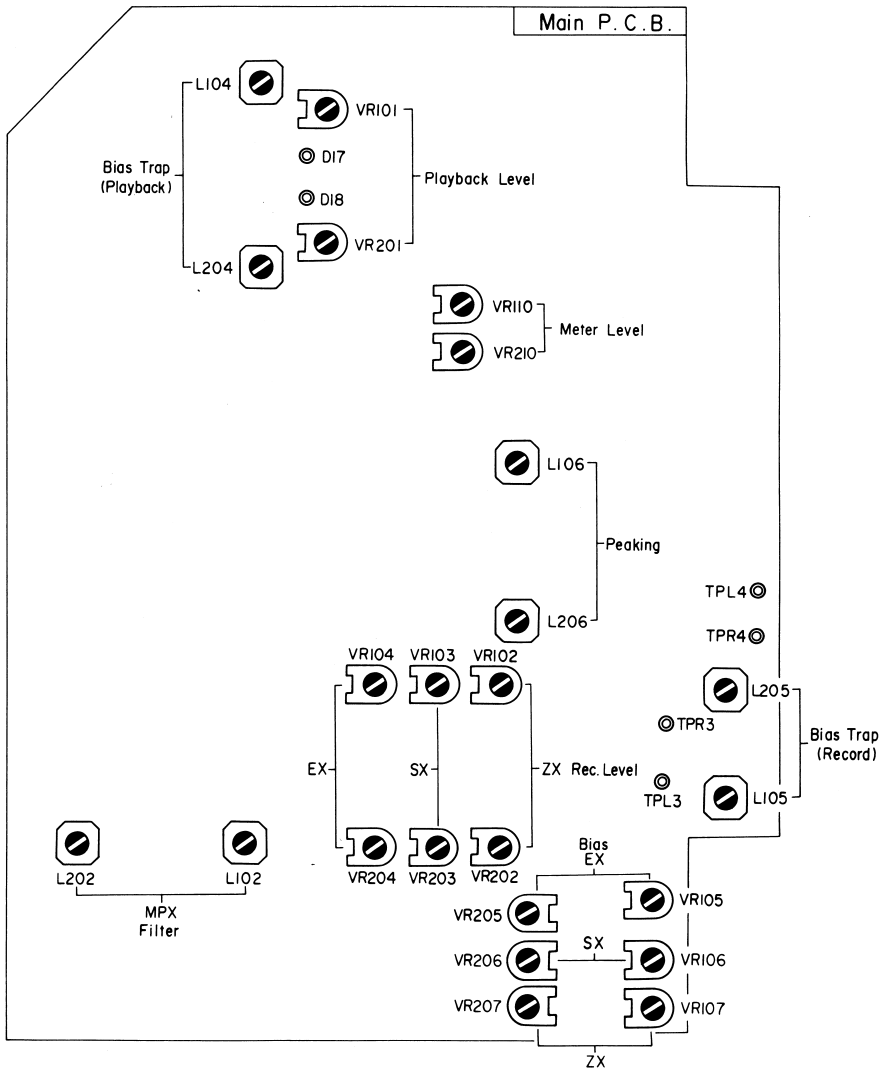 Main P.C.B.
L104
VR101
Bias Trap
(Playback)
D17
Playback Level
D18
VR201
L204
VR110
Meter Level
VR210
L106
Peaking
TPL4
L206
TPR4
VR104 VR103 VR102
L205
TPR3
Bias Trap
(Record)
EX SX ZX Rec. Level
TPL3
L105
L202 L102
MPX
Filter
VR204 VR203 VR202
Bias
EX
VR205 VR105
SX
VR206 VR106
VR207 VR107
ZX